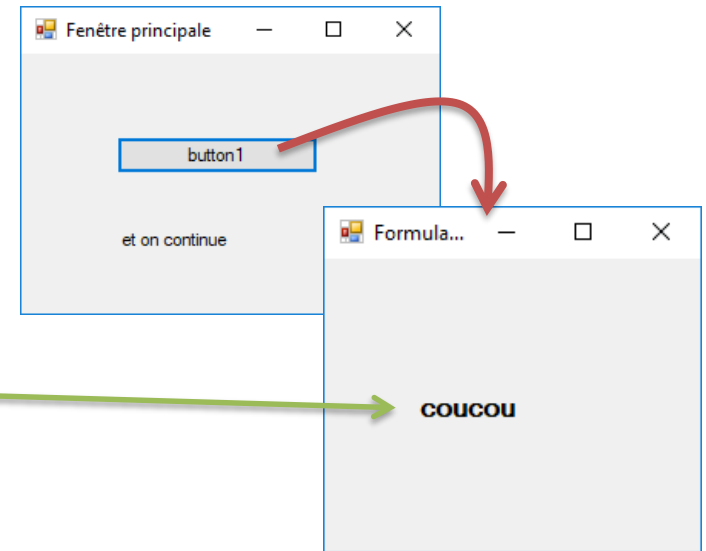 Fenêtre principale
button1
et on continue
Formula...
coucou